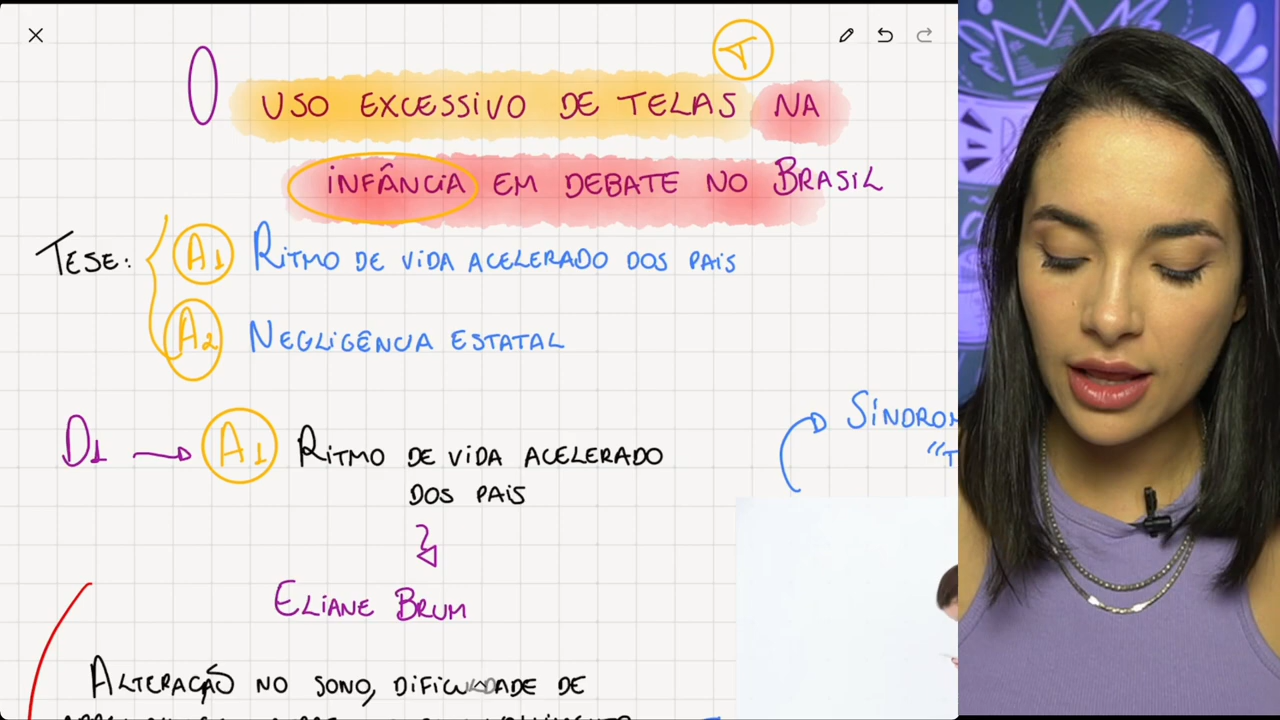 T
USO EXCESSIVO DE TELAS NA
INFÂNCIA EM DEBATE NO BRASIL
TESE:
A1 RITMO DE VIDA ACELERADO DOS PAIS
A2 NEGLIGÊNCIA ESTATAL
D1 → A1 RITMO DE VIDA ACELERADO
DOS PAIS
ELIANE BRUM
ALTERAÇÃO NO SONO, DIFICULDADE DE